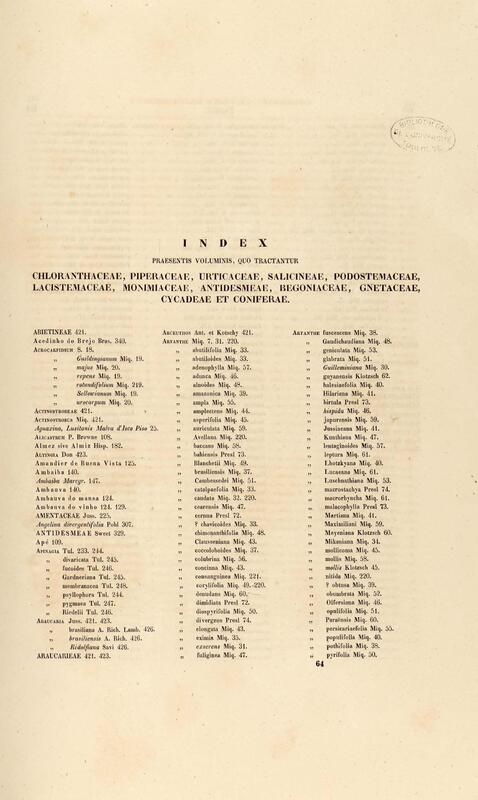 INDEX
PRAESENTIS VOLUMINIS, QUO TRACTANTUR
CHLORANTHACEAE, PIPERACEAE, URTICACEAE, SALICINEAE, PODOSTEMACEAE,
LACISTEMACEAE, MONIMIACEAE, ANTIDESMEAE, BEGONIACEAE, GNETACEAE,
CYCADEAE ET CONIFERAE.
ABIETINEAE 421.
Acedinho do Brejo Bras. 349.
Acrocarpidium S. 18.
„ Guildingianum Miq. 19.
„ majus Miq. 20.
„ repens Miq. 19.
„ rotundifolium Miq. 219.
„ Sellowianum Miq. 19.
„ urocarpum Miq. 20.
Actinostrobeae 421.
Actinostrobus Miq. 421.
Aguaxima, Lusitanis Malva d'Isco Piso 25.
Alicastrum P. Browne 108.
Almez sive Almir Hisp. 182.
Altingia Don 423.
Amandier de Buena Vista 125.
Ambaiba 140.
Ambaiba Marcgr. 147.
Ambauva 140.
Ambauva do mansa 124.
Ambauva do vinho 124. 129.
AMENTACEAE Juss. 225.
Angelina divergentifolia Pohl 307.
ANTIDESMEAE Sweet 329.
Apé 109.
Apinagia Tul. 233. 244.
„ divaricata Tul. 245.
„ fucoides Tul. 246.
„ Gardneriana Tul. 245.
„ membranacea Tul. 248.
„ psyllophora Tul. 244.
„ pygmaea Tul. 247.
„ Riedelii Tul. 246.
Araucaria Juss. 421. 423.
„ brasiliana A. Rich. Lamb. 426.
„ brasiliensis A. Rich. 426.
„ Ridolfiana Savi 426.
ARAUCARIEAE 421. 423.
Arceuthos Ant. et Kotschy 421.
Artanthe Miq. 7. 31. 220.
„ abutilifolia Miq. 33.
„ abutiloides Miq. 33.
„ adenophylla Miq. 57.
„ adunca Miq. 46.
„ alnoides Miq. 48.
„ amazonica Miq. 39.
„ ampla Miq. 55.
„ amplectens Miq. 44.
„ asperifolia Miq. 45.
„ auriculata Miq. 59.
„ Avellana Miq. 220.
„ baccans Miq. 58.
„ bahiensis Presl 73.
„ Blanchetii Miq. 49.
„ brasiliensis Miq. 37.
„ Cambessedei Miq. 51.
„ catalpaefolia Miq. 33.
„ caudata Miq. 32. 220.
„ cearensis Miq. 47.
„ cernua Presl 72.
„ ? chavicoides Miq. 33.
„ chimonanthifolia Miq. 48.
„ Clausseniana Miq. 43.
„ coccoloboides Miq. 37.
„ colubrina Miq. 56.
„ concinna Miq. 43.
„ consanguinea Miq. 221.
„ corylifolia Miq. 49. 220.
„ denudans Miq. 60.
„ dimidiata Presl 72.
„ diospyrifolia Miq. 50.
„ divergens Presl 74.
„ elongata Miq. 43.
„ eximia Miq. 35.
„ exserens Miq. 31.
„ fuliginea Miq. 47.
Artanthe fuscescens Miq. 38.
„ Gaudichaudiana Miq. 48.
„ geniculata Miq. 53.
„ glabrata Miq. 51.
„ Guilleminiana Miq. 30.
„ guyanensis Klotzsch 62.
„ halesiaefolia Miq. 40.
„ Hilariana Miq. 41.
„ hirtula Presl 73.
„ hispida Miq. 46.
„ japurensis Miq. 59.
„ Jussieuana Miq. 41.
„ Kunthiana Miq. 47.
„ lentaginoides Miq. 57.
„ leptura Miq. 61.
„ Lhotzkyana Miq. 40.
„ Lucaeana Miq. 61.
„ Luschnathiana Miq. 53.
„ macrostachya Presl 74.
„ macrorhyncha Miq. 61.
„ malacophylla Presl 73.
„ Martiana Miq. 41.
„ Maximiliani Miq. 59.
„ Meyeniana Klotzsch 60.
„ Mikaniana Miq. 34.
„ mollicoma Miq. 45.
„ mollis Miq. 58.
„ mollis Klotzsch 45.
„ nitida Miq. 220.
„ ? obtusa Miq. 39.
„ obumbrata Miq. 52.
„ Olfersiana Miq. 46.
„ opulifolia Miq. 51.
„ Paraensis Miq. 60.
„ persicariaefolia Miq. 55.
„ populifolia Miq. 40.
„ pothifolia Miq. 38.
„ pyrifolia Miq. 50.
64